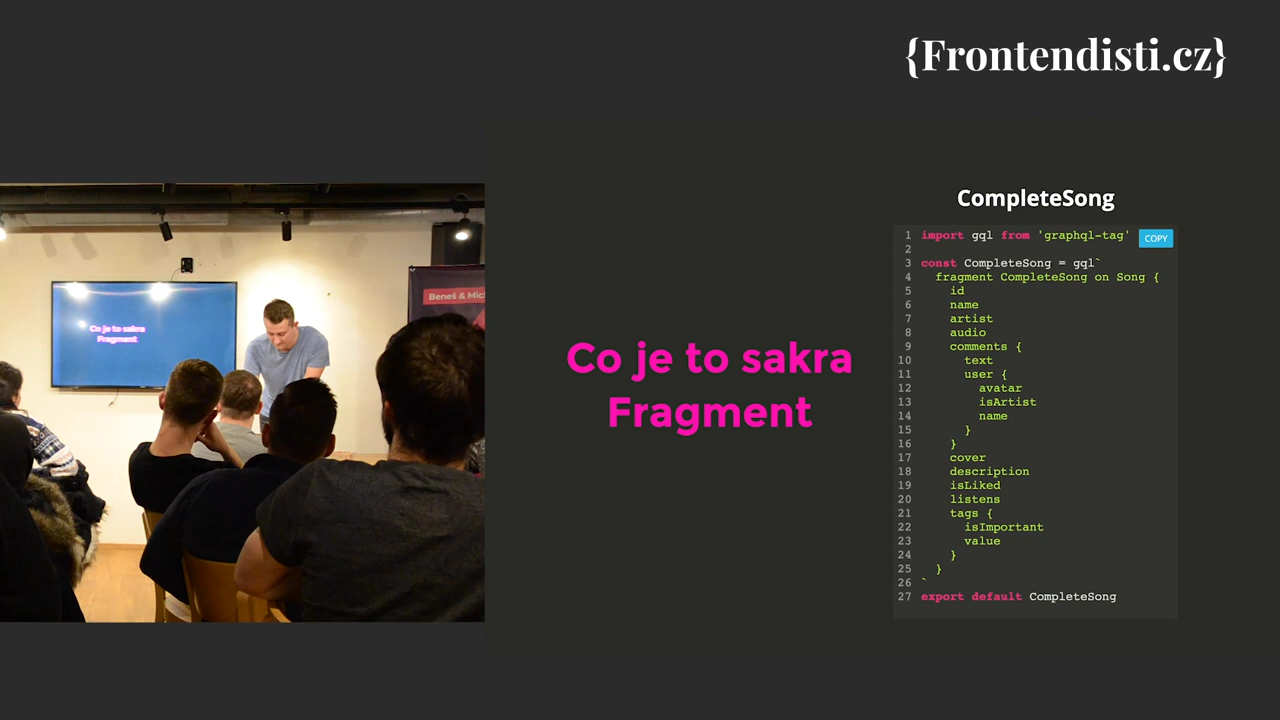 {Frontendisti.cz}
Co je to sakra
Fragment
Beneš & Mich
Co je to sakra
Fragment
CompleteSong
COPY
1 import gql from 'graphql-tag'
2
3 const CompleteSong = gql`
4 fragment CompleteSong on Song {
5 id
6 name
7 artist
8 audio
9 comments {
10 text
11 user {
12 avatar
13 isArtist
14 name
15 }
16 }
17 cover
18 description
19 isLiked
20 listens
21 tags {
22 isImportant
23 value
24 }
25 }
26 `
27 export default CompleteSong